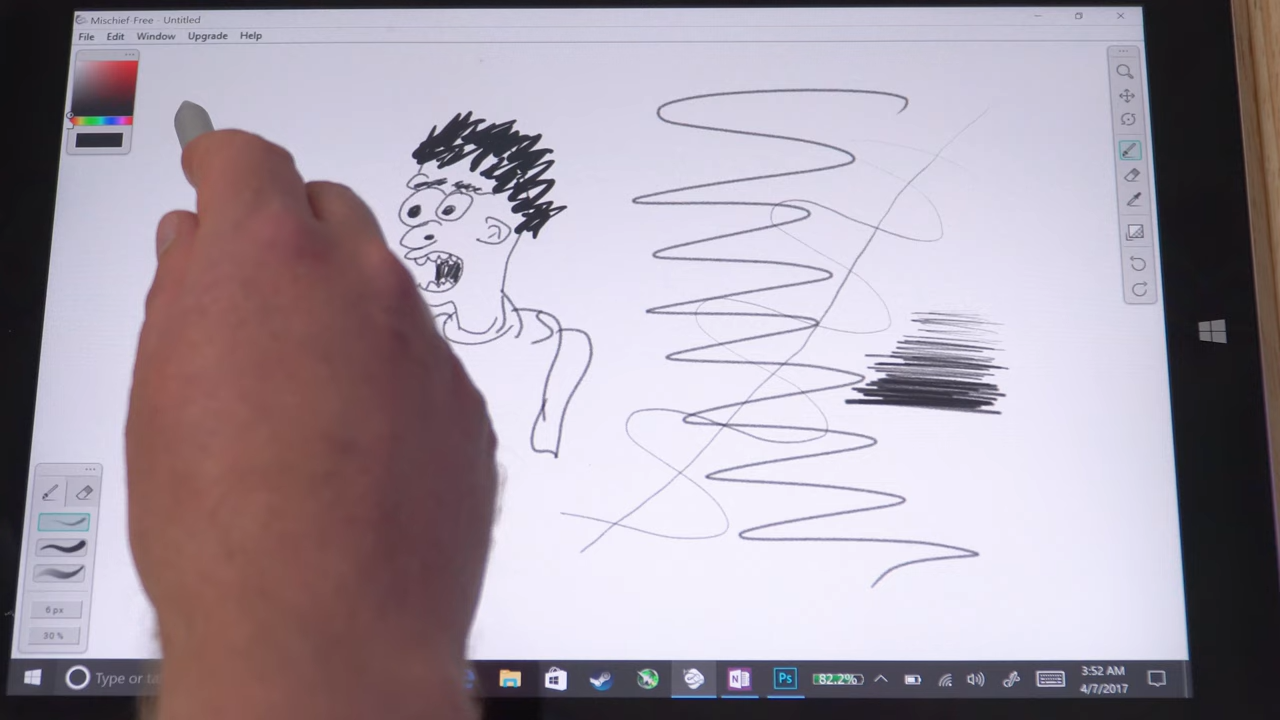 Mischief-Free - Untitled
File Edit Window Upgrade Help
6 px
30 %
Type or ta
N
Ps
82.2%
3:52 AM
4/7/2017